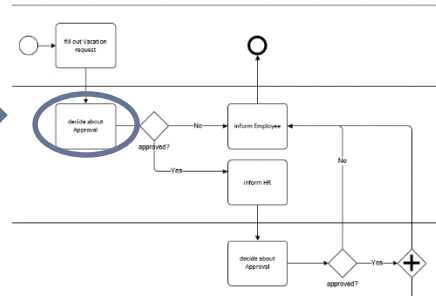 fill out Vacation
request
decide about
Approval
approved?
No
Yes
inform Employee
inform HR
No
decide about
Approval
approved?
Yes